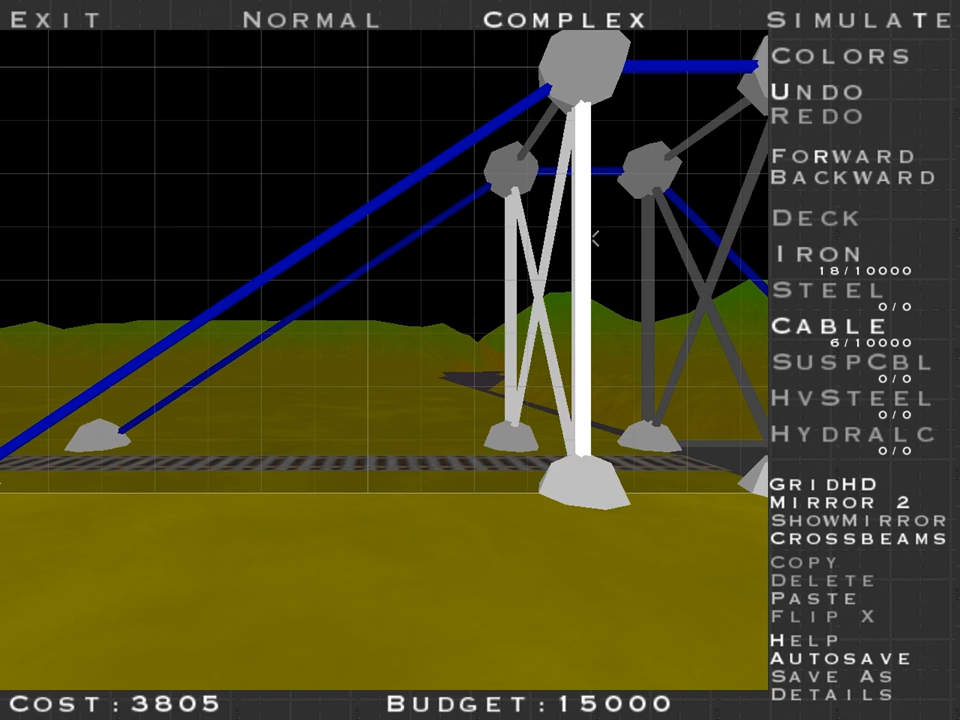 Exit Normal Complex Simulate
Colors
Undo
Redo
Forward
Backward
Deck
Iron
18/10000
Steel
0/0
Cable
6/10000
SuspCbl
0/0
HvSteel
0/0
Hydralc
0/0
GridHD
Mirror 2
ShowMirror
Crossbeams
Copy
Delete
Paste
Flip X
Help
Autosave
Save As
Details
Cost:3805 Budget:15000